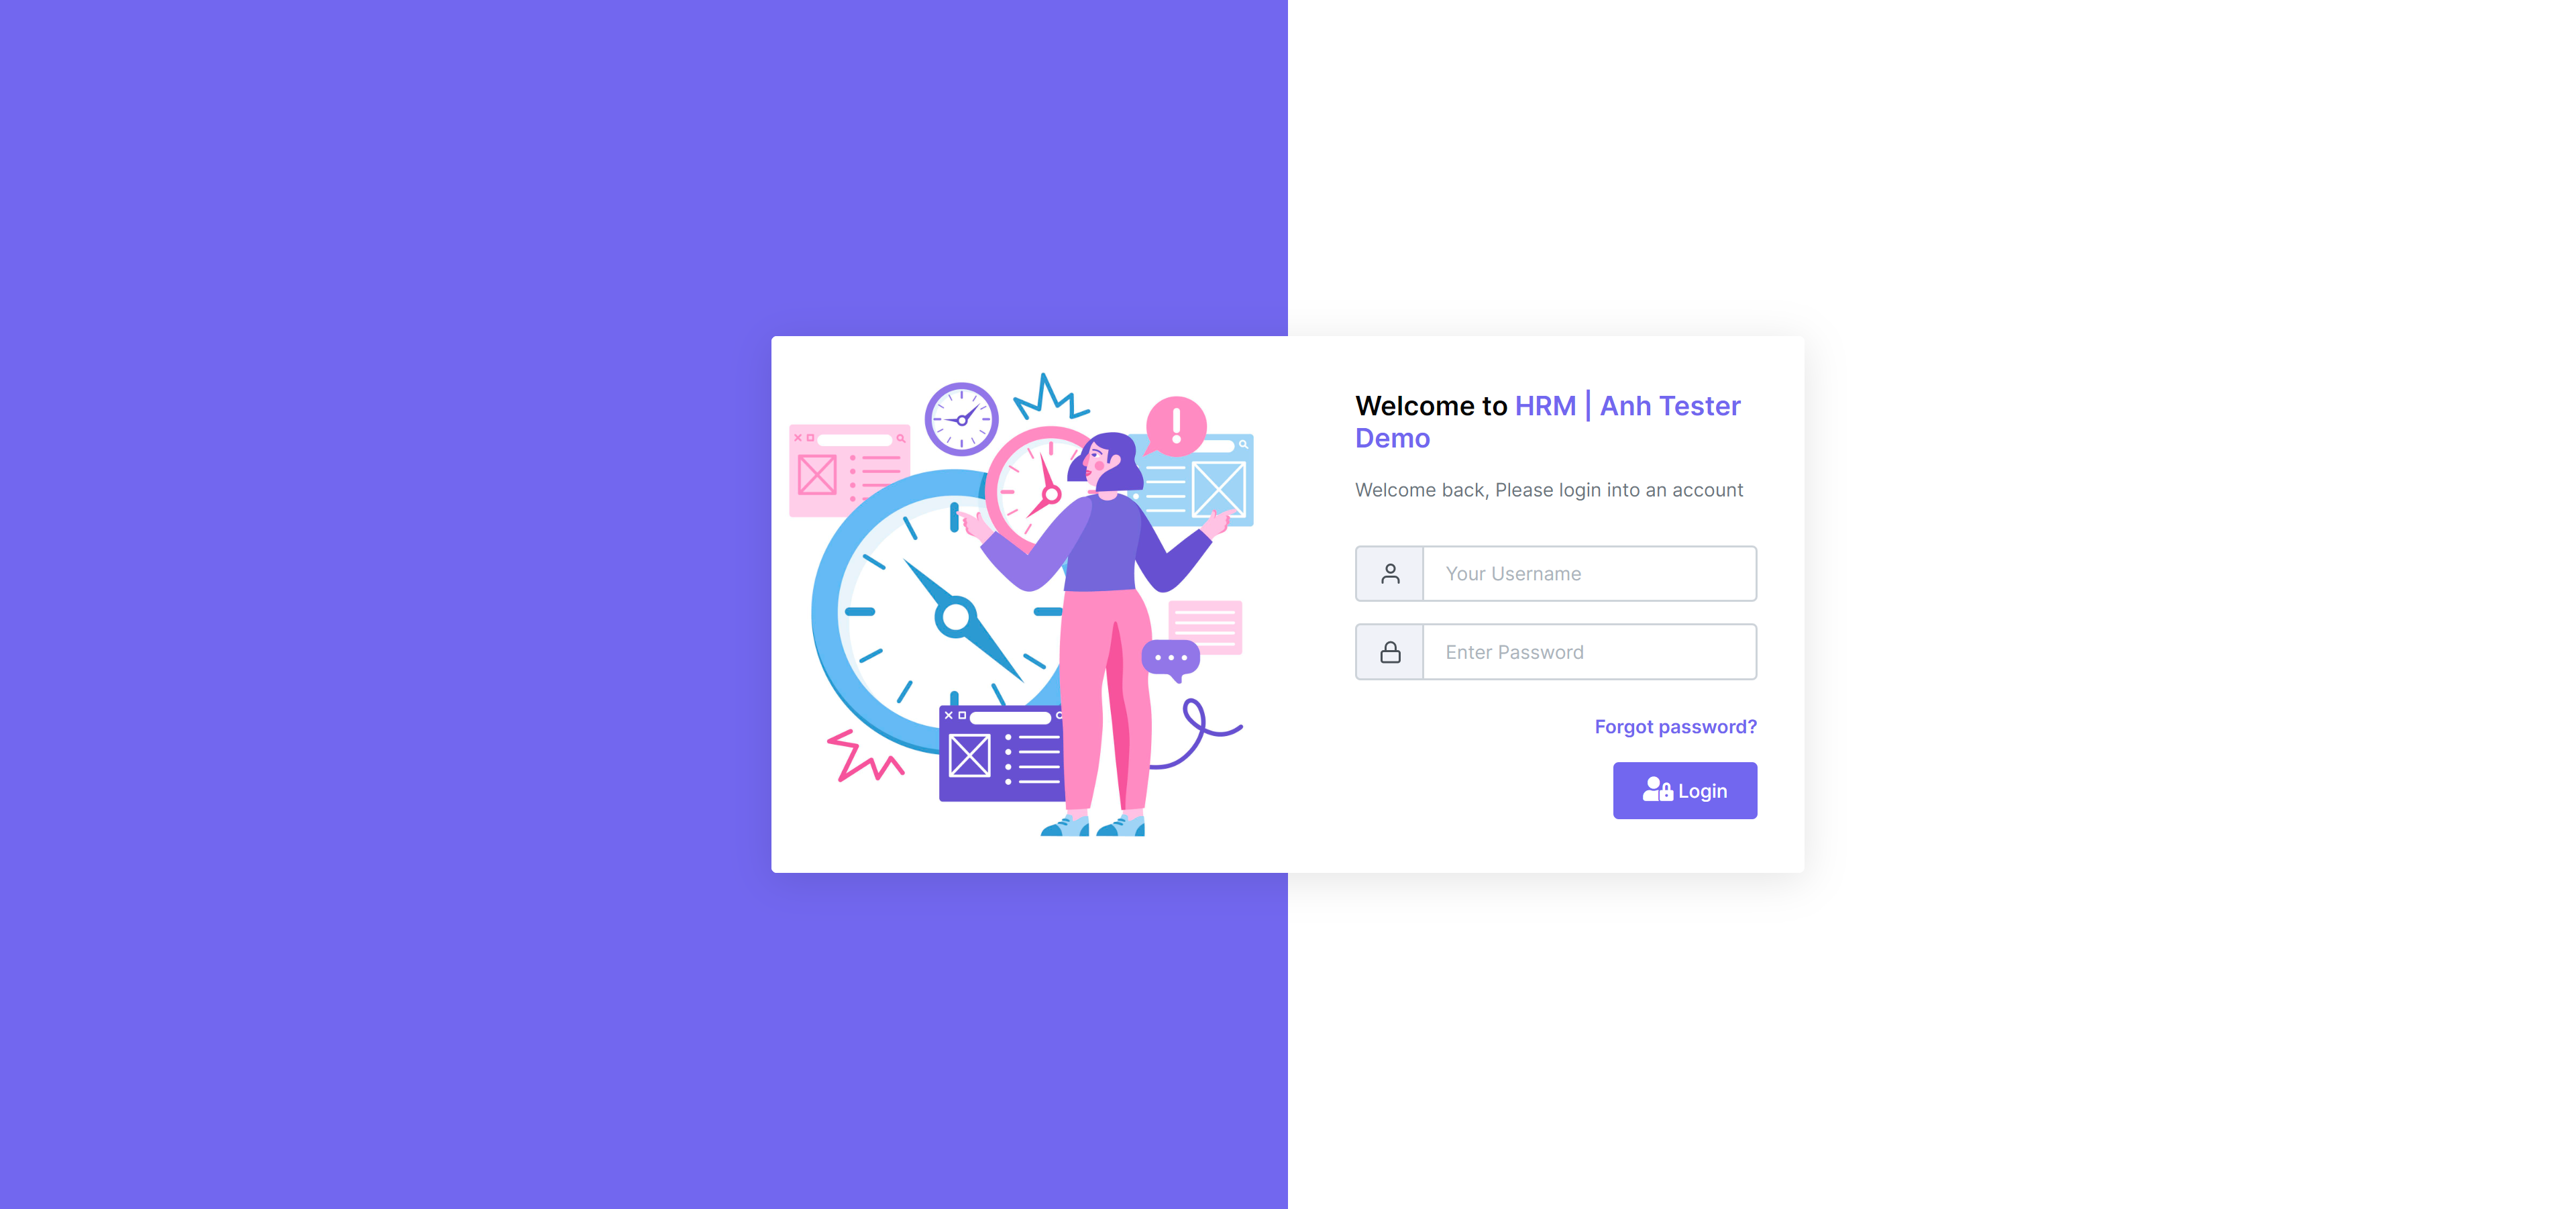 Welcome to HRM | Anh Tester
Demo
Welcome back, Please login into an account
Your Username
Enter Password
Forgot password?
Login